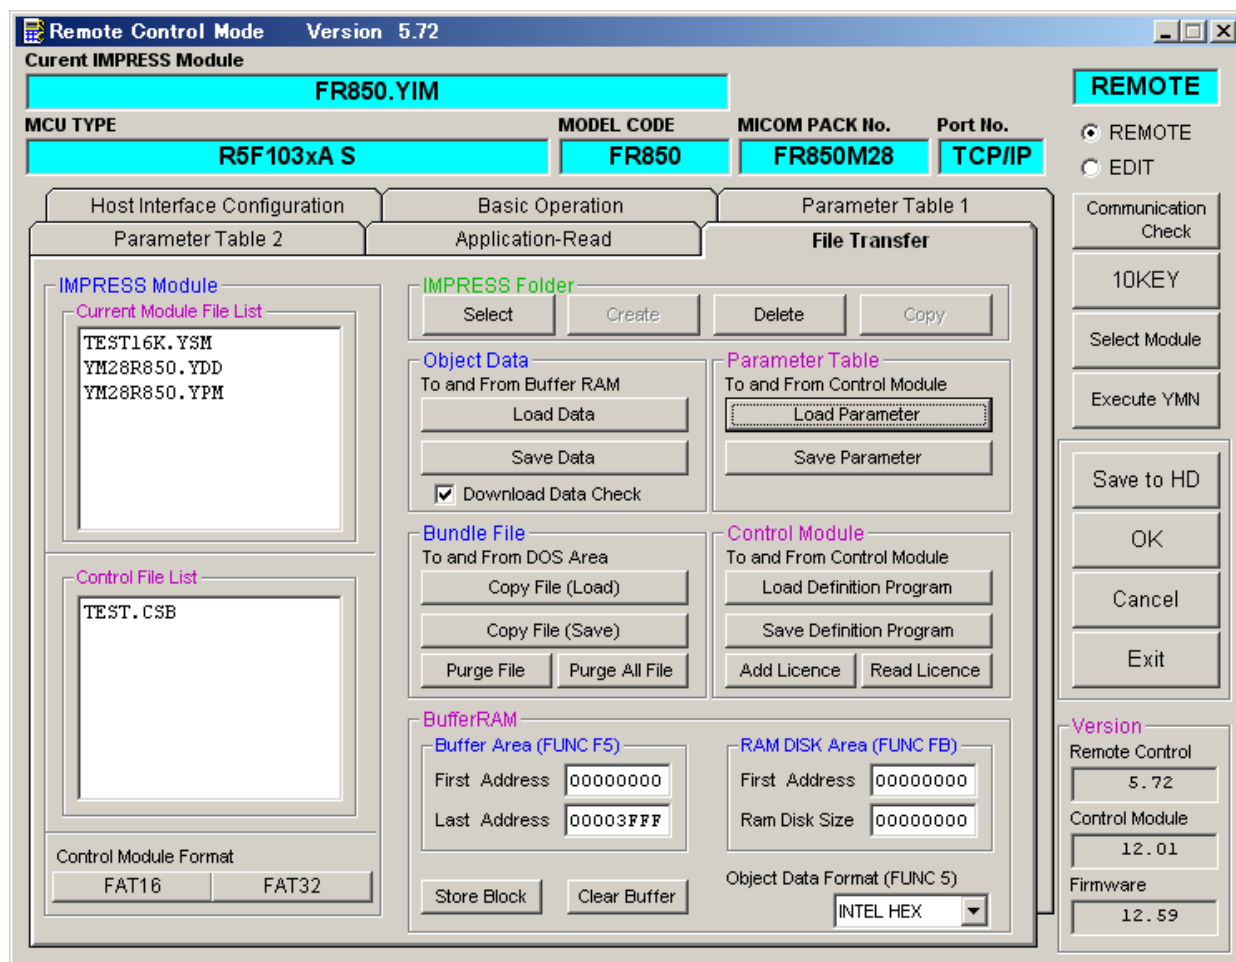 Remote Control Mode Version 5.72
Curent IMPRESS Module
FR850.YIM
MCU TYPE
R5F103xA S
MODEL CODE
FR850
MICOM PACK No.
FR850M28
Port No.
TCP/IP
REMOTE
REMOTE
EDIT
Host Interface Configuration
Basic Operation
Parameter Table 1
Parameter Table 2
Application-Read
File Transfer
IMPRESS Module
Current Module File List
TEST16K.YSM
YM28R850.YDD
YM28R850.YPM
Control File List
TEST.CSB
Control Module Format
FAT16
FAT32
IMPRESS Folder
Select
Create
Delete
Copy
Object Data
To and From Buffer RAM
Load Data
Save Data
Download Data Check
Parameter Table
To and From Control Module
Load Parameter
Save Parameter
Bundle File
To and From DOS Area
Copy File (Load)
Copy File (Save)
Purge File
Purge All File
Control Module
To and From Control Module
Load Definition Program
Save Definition Program
Add Licence
Read Licence
BufferRAM
Buffer Area (FUNC F5)
First Address 00000000
Last Address 00003FFF
RAM DISK Area (FUNC FB)
First Address 00000000
Ram Disk Size 00000000
Store Block
Clear Buffer
Object Data Format (FUNC 5)
INTEL HEX
Communication
Check
10KEY
Select Module
Execute YMN
Save to HD
OK
Cancel
Exit
Version
Remote Control
5.72
Control Module
12.01
Firmware
12.59